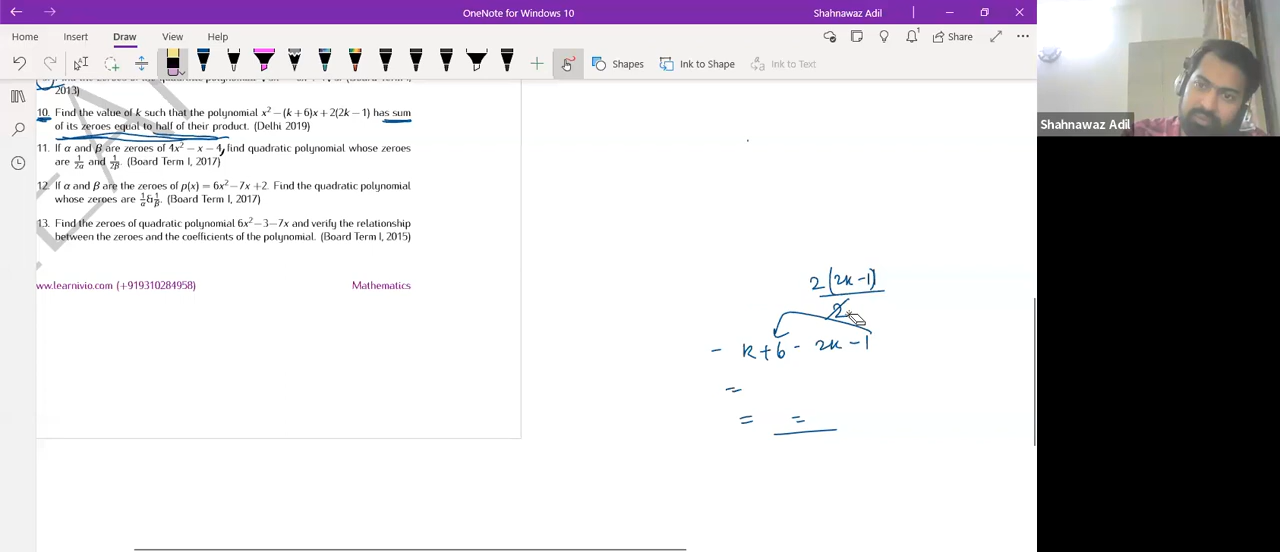 OneNote for Windows 10
Shahnawaz Adil
Home Insert Draw View Help
Shapes Ink to Shape Ink to Text Share
2013)
10. Find the value of k such that the polynomial x² − (k+6)x + 2(2k − 1) has sum
of its zeroes equal to half of their product. (Delhi 2019)
11. If α and β are zeroes of 4x² − x − 4, find quadratic polynomial whose zeroes
are 1/2α and 1/2β. (Board Term I, 2017)
12. If α and β are the zeroes of p(x) = 6x² − 7x + 2. Find the quadratic polynomial
whose zeroes are 1/α & 1/β. (Board Term I, 2017)
13. Find the zeroes of quadratic polynomial 6x² − 3 − 7x and verify the relationship
between the zeroes and the coefficients of the polynomial. (Board Term I, 2015)
ww.learnivio.com (+919310284958) Mathematics
2(2k−1)
2
− k+6 − 2k −1
=
= =
Shahnawaz Adil